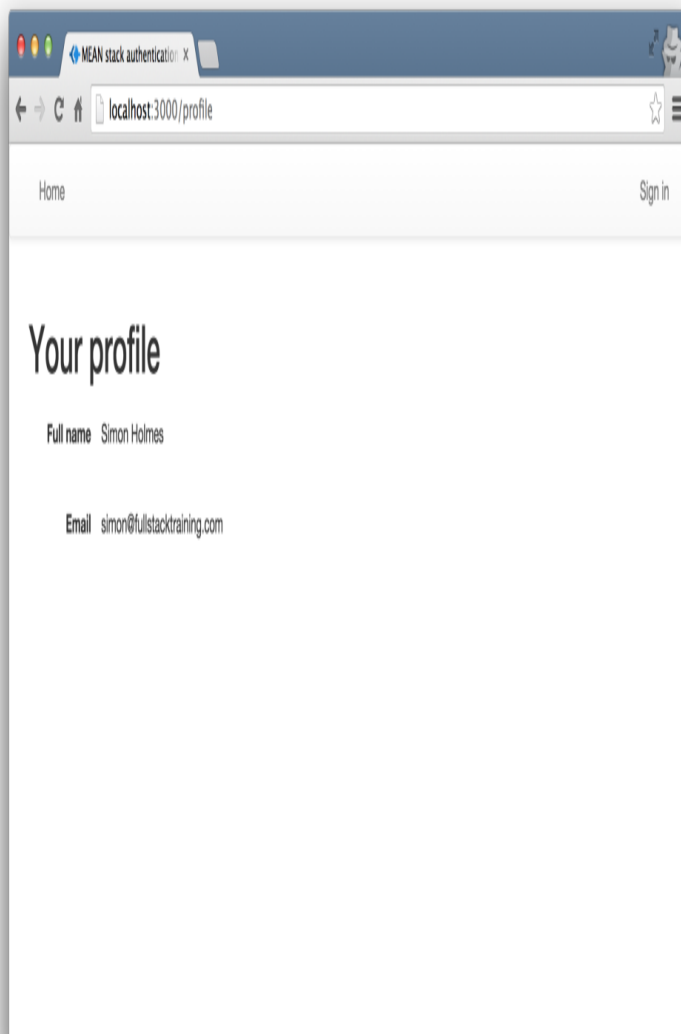 MEAN stack authentication
localhost:3000/profile
Home
Sign in
Your profile
Full name Simon Holmes
Email simon@fullstacktraining.com